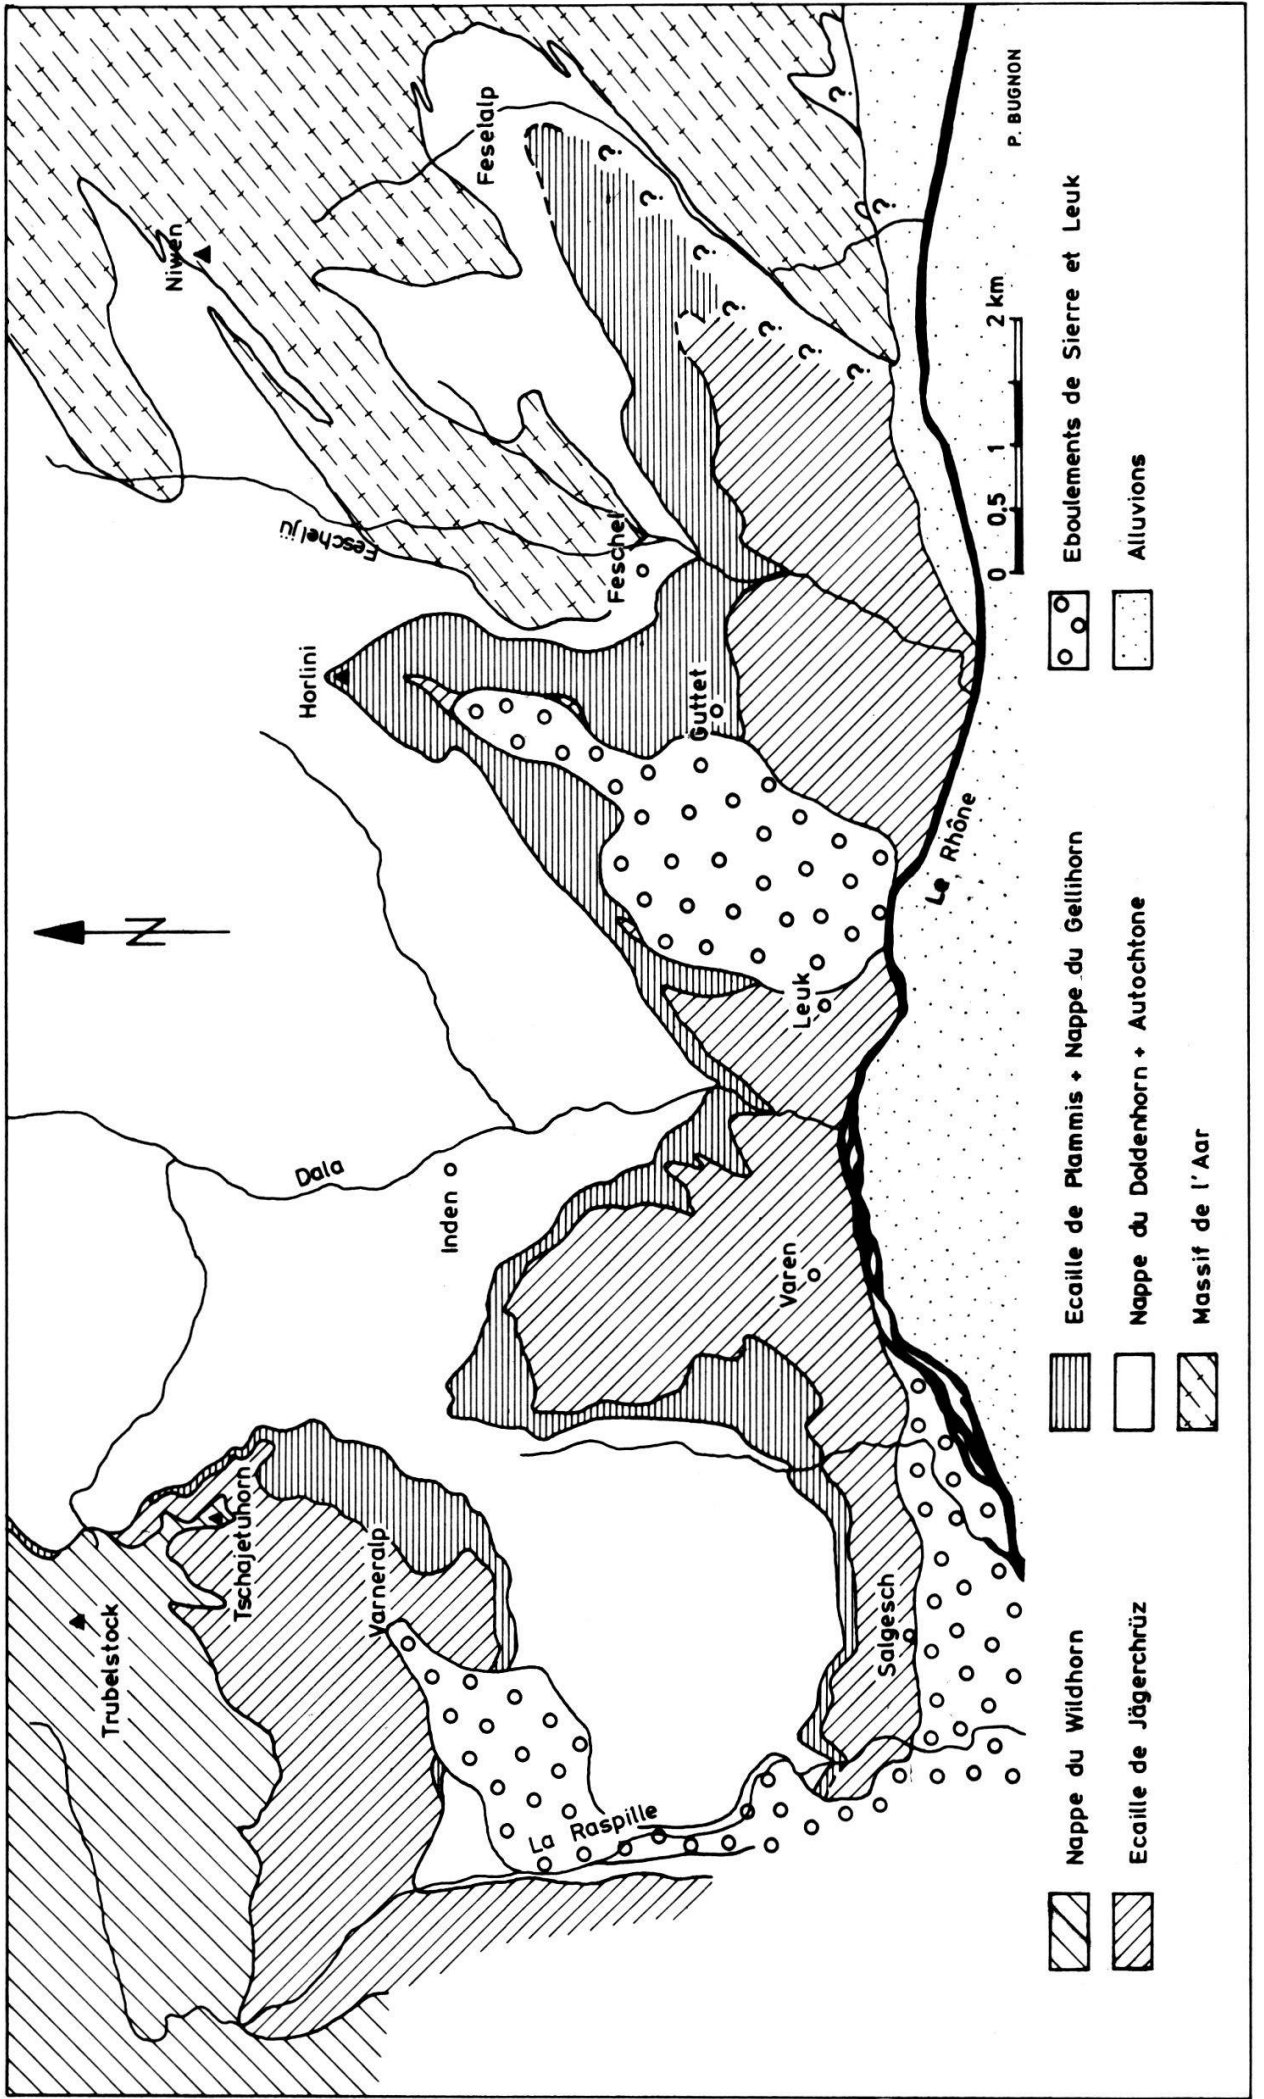 Trubelstock
Tschajetuhorn
Varneralp
La Raspille
Salgesch
Varen
Inden
Dala
N
Leuk
Le Rhône
Horlini
Guttet
Feschel
Feschelju
Niwen
Feselalp
?
?
?
?
?
?
?
?
?
P. BUGNON
0 0,5 1 2 km
Nappe du Wildhorn
Ecaille de Jägerchrüz
Ecaille de Plammis + Nappe du Gellihorn
Nappe du Doldenhorn + Autochtone
Massif de l'Aar
Eboulements de Sierre et Leuk
Alluvions